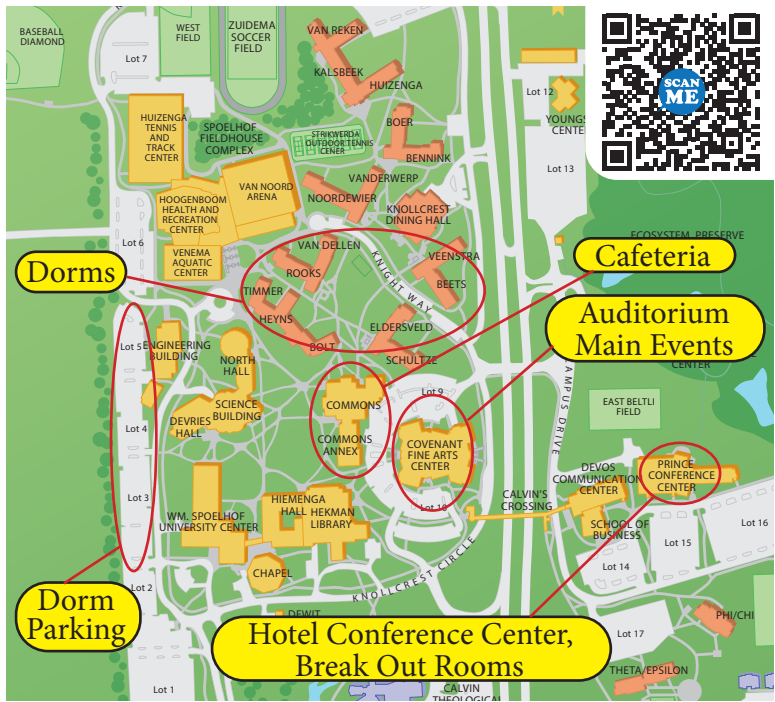 BASEBALL
DIAMOND
WEST
FIELD
ZUIDEMA
SOCCER
FIELD
VAN REKEN
KALSBEEK
HUIZENGA
Lot 7
Lot 12
SCAN
ME
HUIZENGA
TENNIS
AND
TRACK
CENTER
SPOELHOF
FIELDHOUSE
COMPLEX
STRIKWERDA
OUTDOOR TENNIS
CENER
BOER
BENNINK
Lot 13
VANDERWERP
NOORDEWIER
VAN NOORD
ARENA
HOOGENBOOM
HEALTH AND
RECREATION
CENTER
KNOLLCREST
DINING HALL
ECOSYSTEM PRESERVE
Lot 6
VENEMA
AQUATIC
CENTER
VAN DELLEN
ROOKS
KNIGHT WAY
VEENSTRA
BEETS
Cafeteria
Dorms
TIMMER
HEYNS
BOLT
ELDERSVELD
SCHULTZE
Auditorium
Main Events
CENTER
Lot 5
ENGINEERING
BUILDING
NORTH
HALL
Lot 9
CAMPUS DRIVE
EAST BELTLI
FIELD
Lot 4
DEVRIES
HALL
SCIENCE
BUILDING
COMMONS
COMMONS
ANNEX
COVENANT
FINE ARTS
CENTER
DEVOS
COMMUNICATION
CENTER
PRINCE
CONFERENCE
CENTER
Lot 3
WM. SPOELHOF
UNIVERSITY CENTER
HIEMENGA
HALL
HEKMAN
LIBRARY
Lot 10
CALVIN'S
CROSSING
SCHOOL OF
BUSINESS
Lot 16
Lot 15
Lot 14
CHAPEL
KNOLLCREST CIRCLE
Lot 2
Dorm
Parking
DEWIT
Hotel Conference Center,
Break Out Rooms
Lot 17
PHI/CHI
THETA/EPSILON
Lot 1
CALVIN
THEOLOGICAL